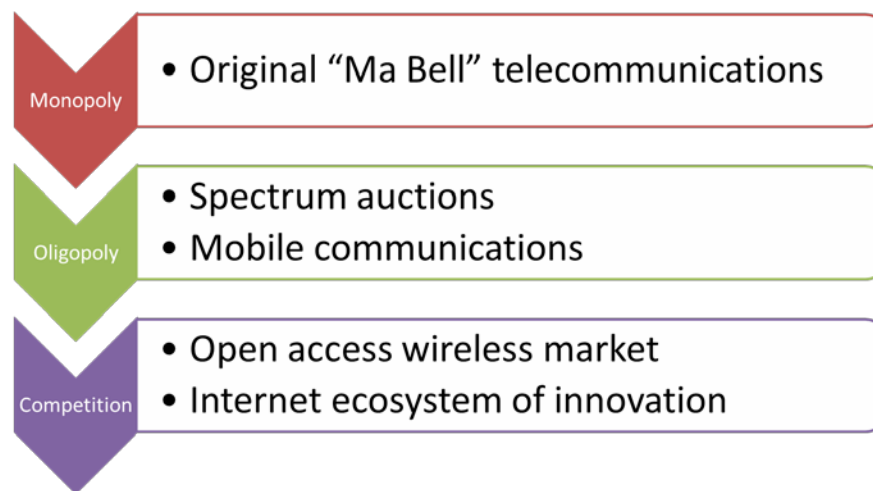 Monopoly
• Original “Ma Bell” telecommunications
Oligopoly
• Spectrum auctions
• Mobile communications
Competition
• Open access wireless market
• Internet ecosystem of innovation